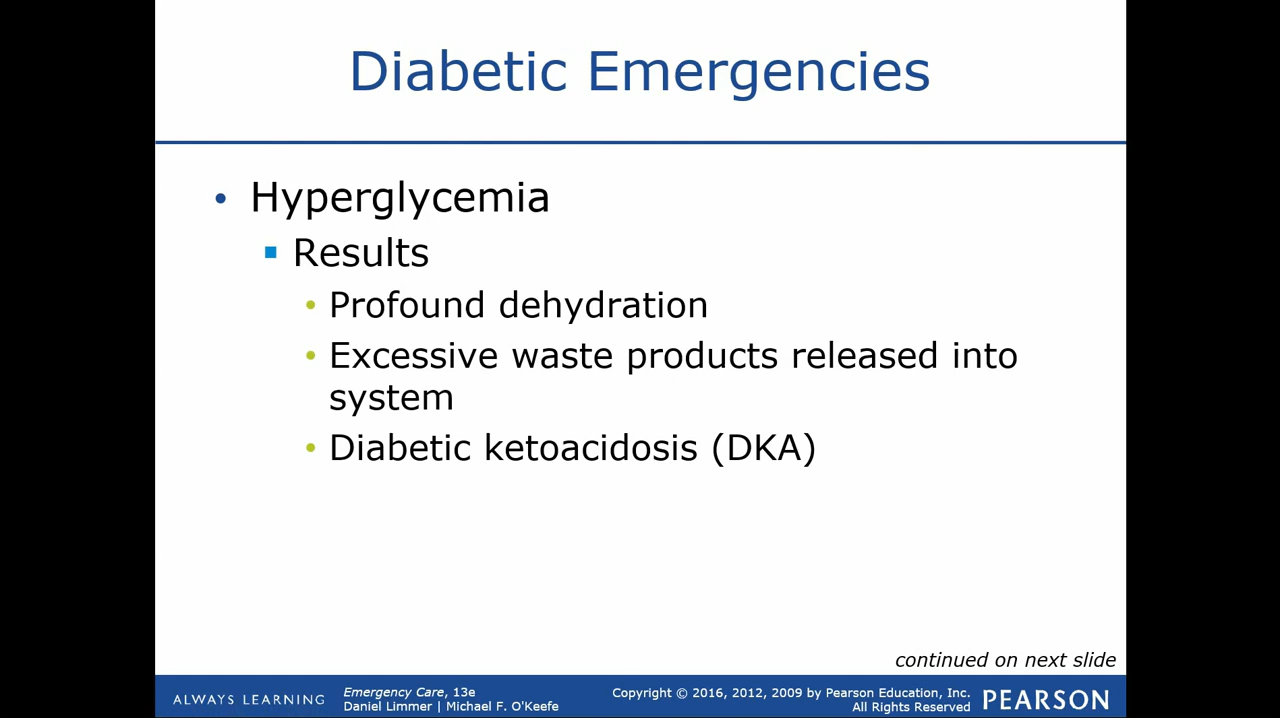 Diabetic Emergencies
• Hyperglycemia
▪ Results
• Profound dehydration
• Excessive waste products released into
system
• Diabetic ketoacidosis (DKA)
continued on next slide
ALWAYS LEARNING
Emergency Care, 13e
Daniel Limmer | Michael F. O'Keefe
Copyright © 2016, 2012, 2009 by Pearson Education, Inc.
All Rights Reserved
PEARSON